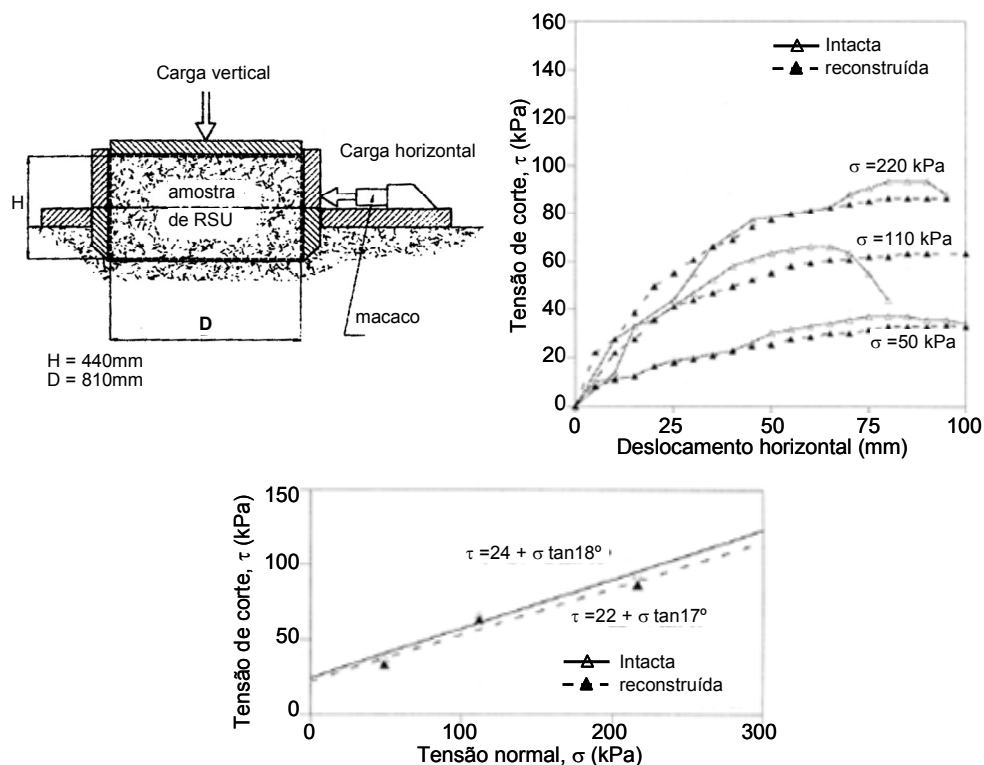 Carga vertical
Carga horizontal
H
amostra
de RSU
D
macaco
H = 440mm
D = 810mm
Tensão de corte, τ (kPa)
160
140
120
100
80
60
40
20
0
Intacta
reconstruída
σ=220 kPa
σ=110 kPa
σ=50 kPa
0 25 50 75 100
Deslocamento horizontal (mm)
Tensão de corte, τ (kPa)
150
100
50
0
τ =24 + σ tan18º
τ =22 + σ tan17º
Intacta
reconstruída
0 100 200 300
Tensão normal, σ (kPa)